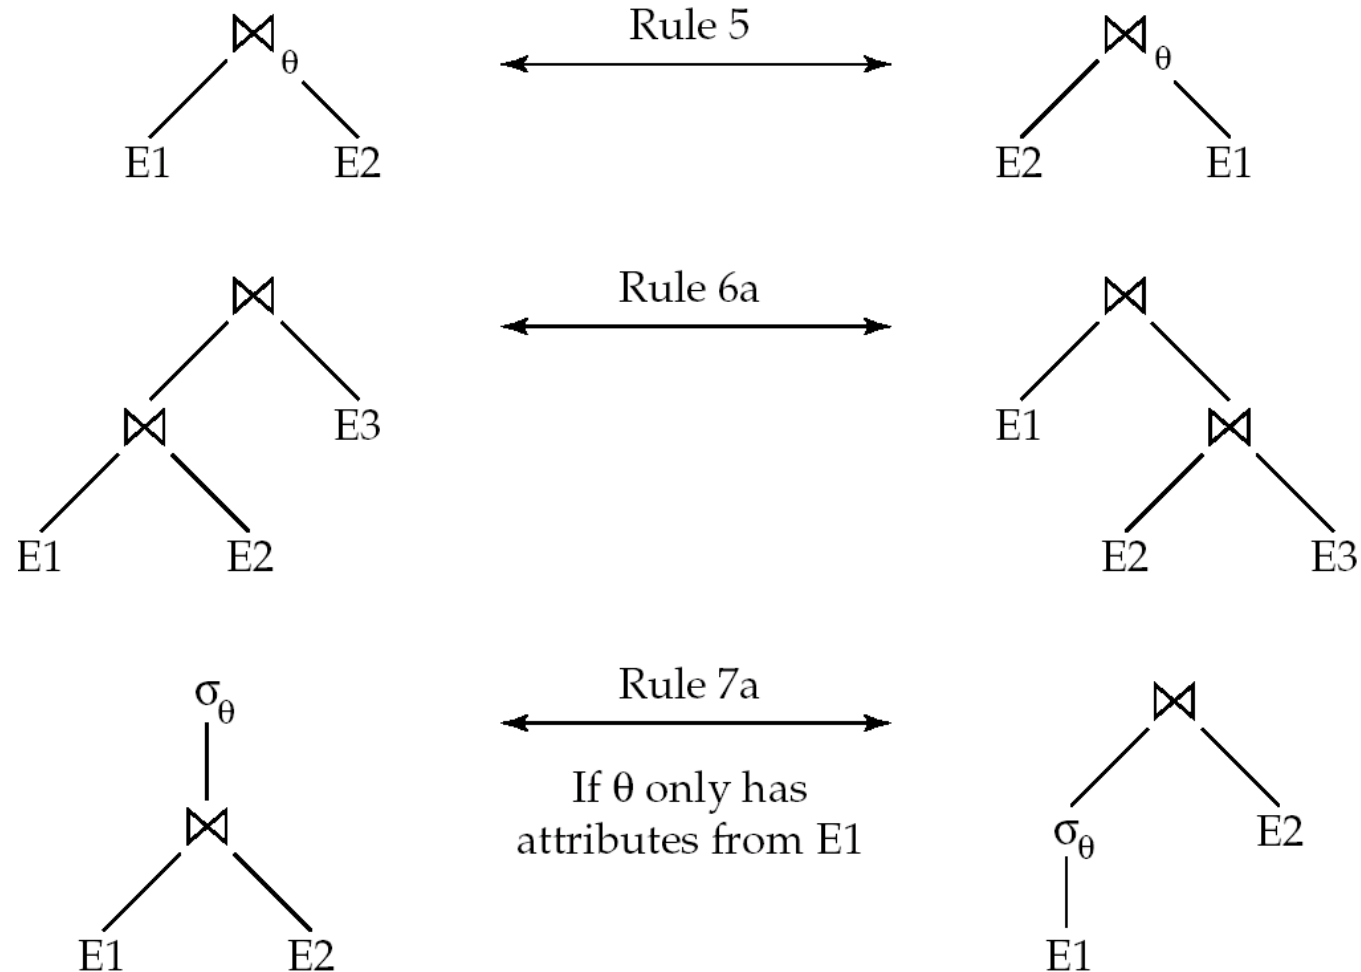 ⋈θ Rule 5 ⋈θ
E1 E2 E2 E1
⋈ Rule 6a ⋈
⋈ E3 E1 ⋈
E1 E2 E2 E3
σθ Rule 7a ⋈
If θ only has
attributes from E1
⋈ σθ E2
E1 E2 E1